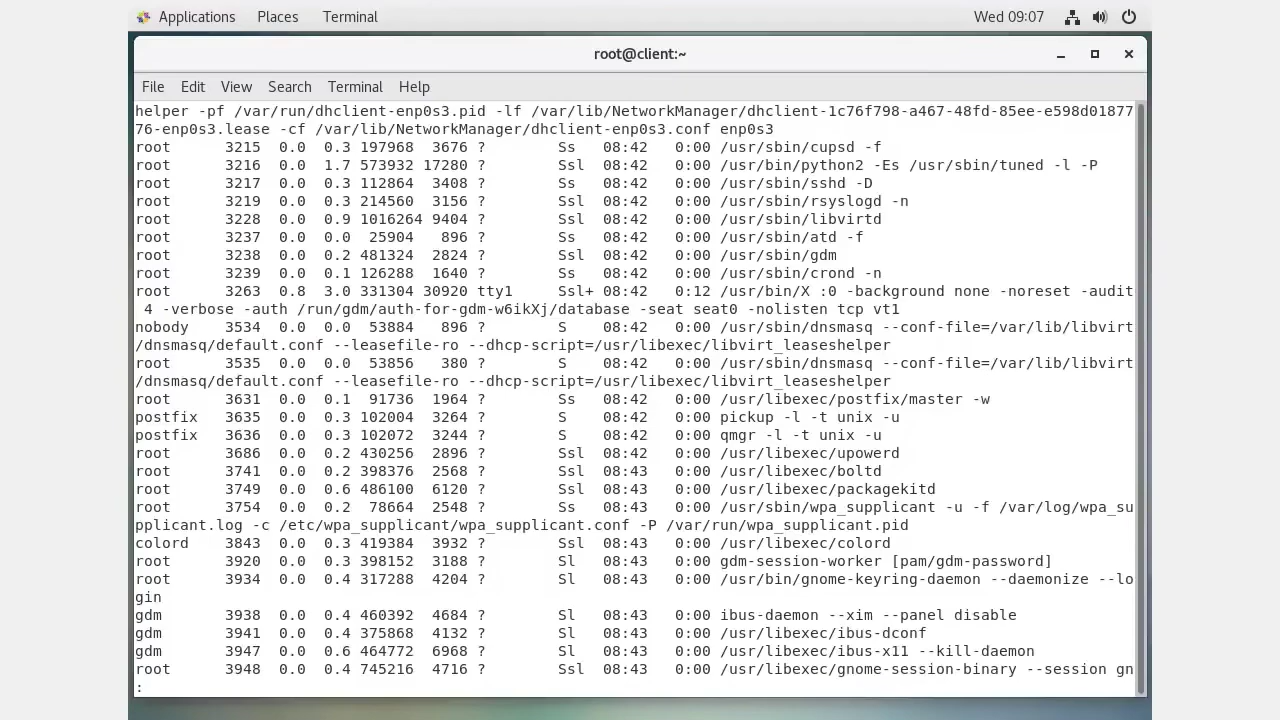 Applications Places Terminal Wed 09:07
root@client:~
File Edit View Search Terminal Help
helper -pf /var/run/dhclient-enp0s3.pid -lf /var/lib/NetworkManager/dhclient-1c76f798-a467-48fd-85ee-e598d01877
76-enp0s3.lease -cf /var/lib/NetworkManager/dhclient-enp0s3.conf enp0s3
root      3215  0.0  0.3 197968  3676 ?        Ss   08:42   0:00 /usr/sbin/cupsd -f
root      3216  0.0  1.7 573932 17280 ?        Ssl  08:42   0:00 /usr/bin/python2 -Es /usr/sbin/tuned -l -P
root      3217  0.0  0.3 112864  3408 ?        Ss   08:42   0:00 /usr/sbin/sshd -D
root      3219  0.0  0.3 214560  3156 ?        Ssl  08:42   0:00 /usr/sbin/rsyslogd -n
root      3228  0.0  0.9 1016264 9404 ?        Ssl  08:42   0:00 /usr/sbin/libvirtd
root      3237  0.0  0.0  25904   896 ?        Ss   08:42   0:00 /usr/sbin/atd -f
root      3238  0.0  0.2 481324  2824 ?        Ssl  08:42   0:00 /usr/sbin/gdm
root      3239  0.0  0.1 126288  1640 ?        Ss   08:42   0:00 /usr/sbin/crond -n
root      3263  0.8  3.0 331304 30920 tty1     Ssl+ 08:42   0:12 /usr/bin/X :0 -background none -noreset -audit
 4 -verbose -auth /run/gdm/auth-for-gdm-w6ikXj/database -seat seat0 -nolisten tcp vt1
nobody    3534  0.0  0.0  53884   896 ?        S    08:42   0:00 /usr/sbin/dnsmasq --conf-file=/var/lib/libvirt
/dnsmasq/default.conf --leasefile-ro --dhcp-script=/usr/libexec/libvirt_leaseshelper
root      3535  0.0  0.0  53856   380 ?        S    08:42   0:00 /usr/sbin/dnsmasq --conf-file=/var/lib/libvirt
/dnsmasq/default.conf --leasefile-ro --dhcp-script=/usr/libexec/libvirt_leaseshelper
root      3631  0.0  0.1  91736  1964 ?        Ss   08:42   0:00 /usr/libexec/postfix/master -w
postfix   3635  0.0  0.3 102004  3264 ?        S    08:42   0:00 pickup -l -t unix -u
postfix   3636  0.0  0.3 102072  3244 ?        S    08:42   0:00 qmgr -l -t unix -u
root      3686  0.0  0.2 430256  2896 ?        Ssl  08:42   0:00 /usr/libexec/upowerd
root      3741  0.0  0.2 398376  2568 ?        Ssl  08:43   0:00 /usr/libexec/boltd
root      3749  0.0  0.6 486100  6120 ?        Ssl  08:43   0:00 /usr/libexec/packagekitd
root      3754  0.0  0.2  78664  2548 ?        Ss   08:43   0:00 /usr/sbin/wpa_supplicant -u -f /var/log/wpa_su
pplicant.log -c /etc/wpa_supplicant/wpa_supplicant.conf -P /var/run/wpa_supplicant.pid
colord    3843  0.0  0.3 419384  3932 ?        Ssl  08:43   0:00 /usr/libexec/colord
root      3920  0.0  0.3 398152  3188 ?        Sl   08:43   0:00 gdm-session-worker [pam/gdm-password]
root      3934  0.0  0.4 317288  4204 ?        Sl   08:43   0:00 /usr/bin/gnome-keyring-daemon --daemonize --lo
gin
gdm       3938  0.0  0.4 460392  4684 ?        Sl   08:43   0:00 ibus-daemon --xim --panel disable
gdm       3941  0.0  0.4 375868  4132 ?        Sl   08:43   0:00 /usr/libexec/ibus-dconf
gdm       3947  0.0  0.6 464772  6968 ?        Sl   08:43   0:00 /usr/libexec/ibus-x11 --kill-daemon
root      3948  0.0  0.4 745216  4716 ?        Ssl  08:43   0:00 /usr/libexec/gnome-session-binary --session gn
: